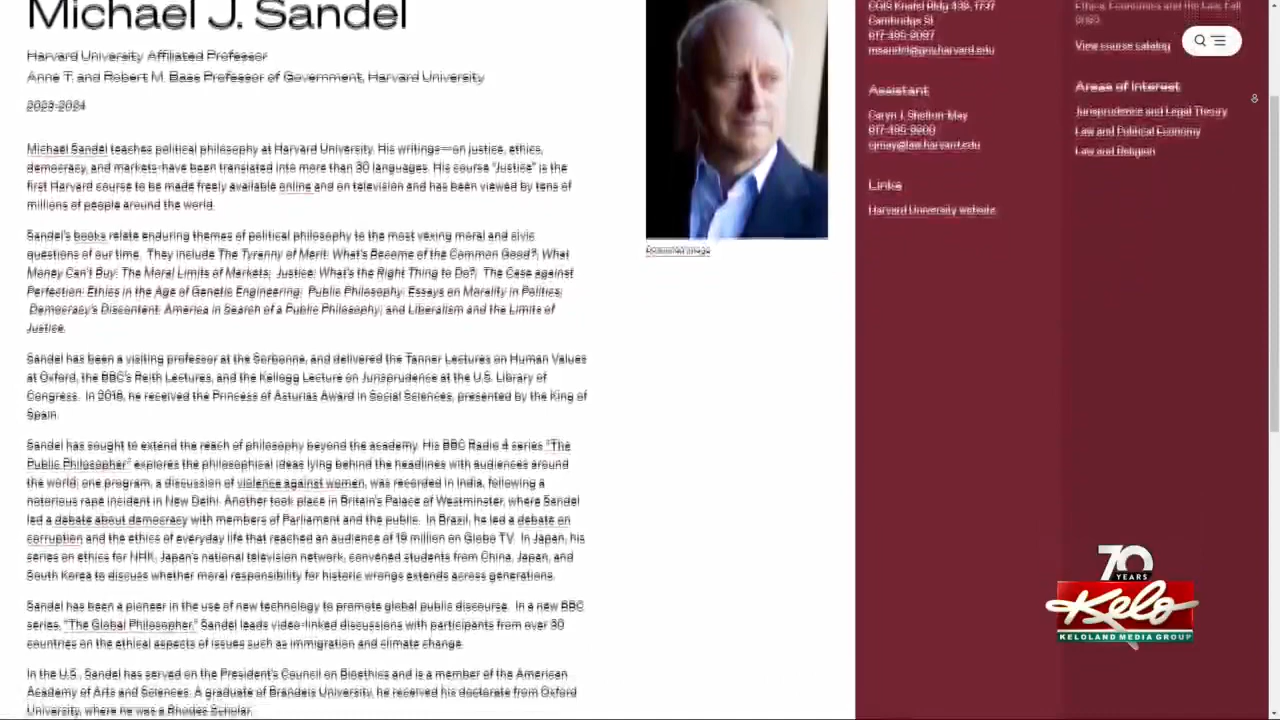 Michael J. Sandel
Harvard University Affiliated Professor
Anne T. and Robert M. Bass Professor of Government, Harvard University
2023-2024
Michael Sandel teaches political philosophy at Harvard University. His writings—on justice, ethics,
democracy, and markets-have been translated into more than 30 languages. His course "Justice" is the
first Harvard course to be made freely available online and on television and has been viewed by tens of
millions of people around the world.
Sandel's books relate enduring themes of political philosophy to the most vexing moral and civic
questions of our time. They include The Tyranny of Merit: What's Become of the Common Good?; What
Money Can't Buy: The Moral Limits of Markets; Justice: What's the Right Thing to Do?; The Case against
Perfection: Ethics in the Age of Genetic Engineering; Public Philosophy: Essays on Morality in Politics;
Democracy's Discontent: America in Search of a Public Philosophy; and Liberalism and the Limits of
Justice.
Sandel has been a visiting professor at the Sorbonne, and delivered the Tanner Lectures on Human Values
at Oxford, the BBC's Reith Lectures, and the Kellogg Lecture on Jurisprudence at the U.S. Library of
Congress. In 2018, he received the Princess of Asturias Award in Social Sciences, presented by the King of
Spain.
Sandel has sought to extend the reach of philosophy beyond the academy. His BBC Radio 4 series "The
Public Philosopher" explores the philosophical ideas lying behind the headlines with audiences around
the world; one program, a discussion of violence against women, was recorded in India, following a
notorious rape incident in New Delhi. Another took place in Britain's Palace of Westminster, where Sandel
led a debate about democracy with members of Parliament and the public. In Brazil, he led a debate on
corruption and the ethics of everyday life that reached an audience of 19 million on Globo TV. In Japan, his
series on ethics for NHK, Japan's national television network, convened students from China, Japan, and
South Korea to discuss whether moral responsibility for historic wrongs extends across generations.
Sandel has been a pioneer in the use of new technology to promote global public discourse. In a new BBC
series, "The Global Philosopher," Sandel leads video-linked discussions with participants from over 30
countries on the ethical aspects of issues such as immigration and climate change.
In the U.S., Sandel has served on the President's Council on Bioethics and is a member of the American
Academy of Arts and Sciences. A graduate of Brandeis University, he received his doctorate from Oxford
University, where he was a Rhodes Scholar.
Cambridge St
Assistant
Links
Harvard University website
View course catalog
Areas of Interest
Jurisprudence and Legal Theory
Law and Political Economy
Law and Religion
70
YEARS
Kelo
KELOLAND MEDIA GROUP